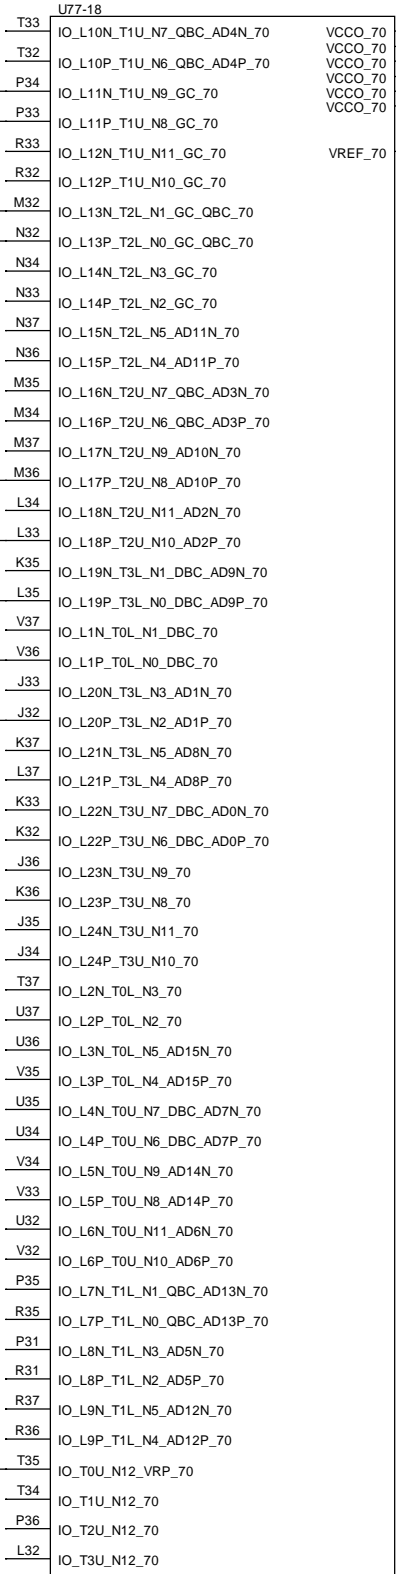 U77-18
T33 IO_L10N_T1U_N7_QBC_AD4N_70 VCCO_70
VCCO_70
T32 IO_L10P_T1U_N6_QBC_AD4P_70 VCCO_70
VCCO_70
P34 IO_L11N_T1U_N9_GC_70 VCCO_70
VCCO_70
P33 IO_L11P_T1U_N8_GC_70
R33 IO_L12N_T1U_N11_GC_70 VREF_70
R32 IO_L12P_T1U_N10_GC_70
M32 IO_L13N_T2L_N1_GC_QBC_70
N32 IO_L13P_T2L_N0_GC_QBC_70
N34 IO_L14N_T2L_N3_GC_70
N33 IO_L14P_T2L_N2_GC_70
N37 IO_L15N_T2L_N5_AD11N_70
N36 IO_L15P_T2L_N4_AD11P_70
M35 IO_L16N_T2U_N7_QBC_AD3N_70
M34 IO_L16P_T2U_N6_QBC_AD3P_70
M37 IO_L17N_T2U_N9_AD10N_70
M36 IO_L17P_T2U_N8_AD10P_70
L34 IO_L18N_T2U_N11_AD2N_70
L33 IO_L18P_T2U_N10_AD2P_70
K35 IO_L19N_T3L_N1_DBC_AD9N_70
L35 IO_L19P_T3L_N0_DBC_AD9P_70
V37 IO_L1N_T0L_N1_DBC_70
V36 IO_L1P_T0L_N0_DBC_70
J33 IO_L20N_T3L_N3_AD1N_70
J32 IO_L20P_T3L_N2_AD1P_70
K37 IO_L21N_T3L_N5_AD8N_70
L37 IO_L21P_T3L_N4_AD8P_70
K33 IO_L22N_T3U_N7_DBC_AD0N_70
K32 IO_L22P_T3U_N6_DBC_AD0P_70
J36 IO_L23N_T3U_N9_70
K36 IO_L23P_T3U_N8_70
J35 IO_L24N_T3U_N11_70
J34 IO_L24P_T3U_N10_70
T37 IO_L2N_T0L_N3_70
U37 IO_L2P_T0L_N2_70
U36 IO_L3N_T0L_N5_AD15N_70
V35 IO_L3P_T0L_N4_AD15P_70
U35 IO_L4N_T0U_N7_DBC_AD7N_70
U34 IO_L4P_T0U_N6_DBC_AD7P_70
V34 IO_L5N_T0U_N9_AD14N_70
V33 IO_L5P_T0U_N8_AD14P_70
U32 IO_L6N_T0U_N11_AD6N_70
V32 IO_L6P_T0U_N10_AD6P_70
P35 IO_L7N_T1L_N1_QBC_AD13N_70
R35 IO_L7P_T1L_N0_QBC_AD13P_70
P31 IO_L8N_T1L_N3_AD5N_70
R31 IO_L8P_T1L_N2_AD5P_70
R37 IO_L9N_T1L_N5_AD12N_70
R36 IO_L9P_T1L_N4_AD12P_70
T35 IO_T0U_N12_VRP_70
T34 IO_T1U_N12_70
P36 IO_T2U_N12_70
L32 IO_T3U_N12_70